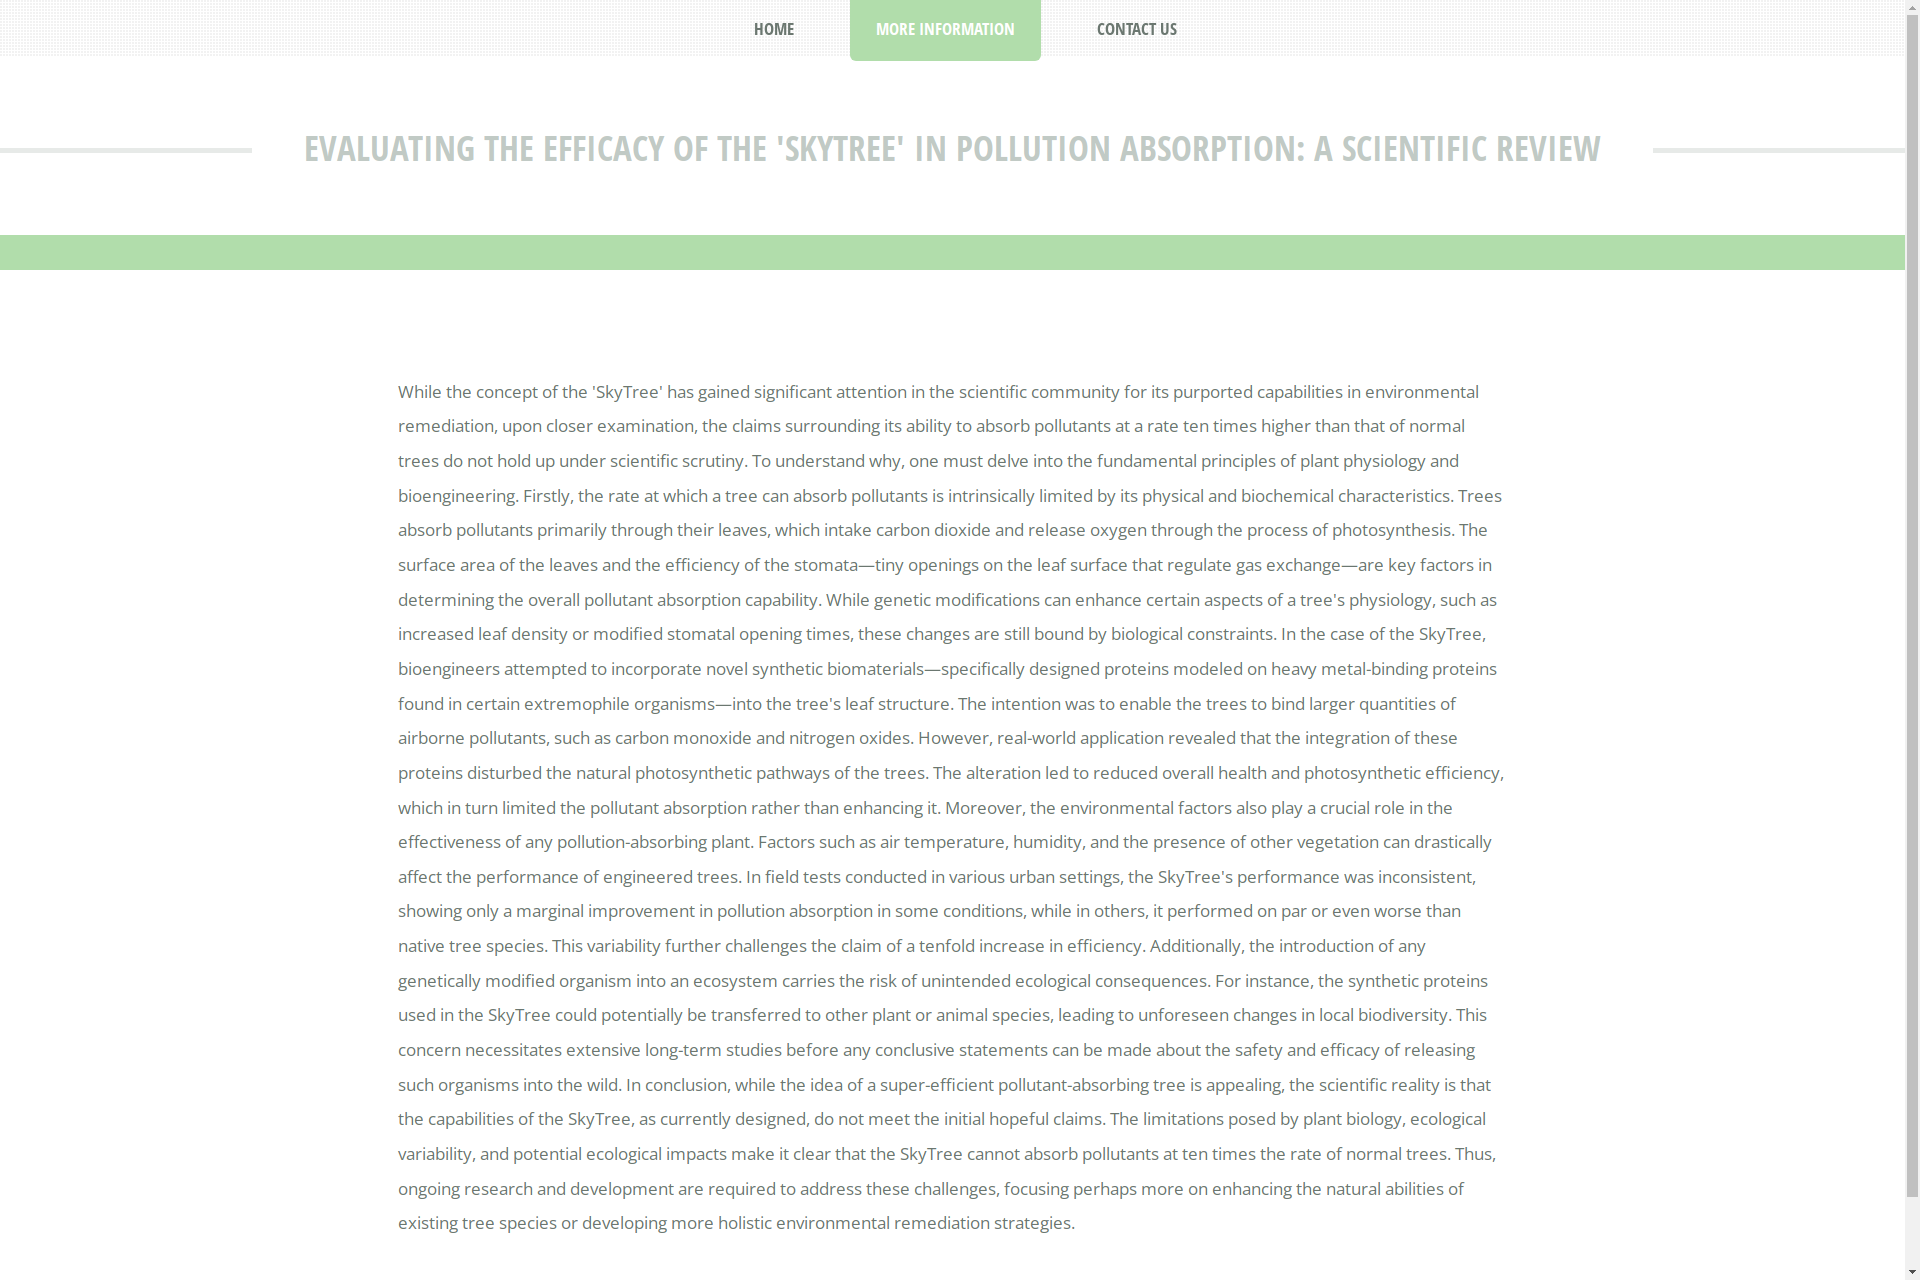 HOME
MORE INFORMATION
CONTACT US
EVALUATING THE EFFICACY OF THE 'SKYTREE' IN POLLUTION ABSORPTION: A SCIENTIFIC REVIEW
While the concept of the 'SkyTree' has gained significant attention in the scientific community for its purported capabilities in environmental
remediation, upon closer examination, the claims surrounding its ability to absorb pollutants at a rate ten times higher than that of normal
trees do not hold up under scientific scrutiny. To understand why, one must delve into the fundamental principles of plant physiology and
bioengineering. Firstly, the rate at which a tree can absorb pollutants is intrinsically limited by its physical and biochemical characteristics. Trees
absorb pollutants primarily through their leaves, which intake carbon dioxide and release oxygen through the process of photosynthesis. The
surface area of the leaves and the efficiency of the stomata—tiny openings on the leaf surface that regulate gas exchange—are key factors in
determining the overall pollutant absorption capability. While genetic modifications can enhance certain aspects of a tree's physiology, such as
increased leaf density or modified stomatal opening times, these changes are still bound by biological constraints. In the case of the SkyTree,
bioengineers attempted to incorporate novel synthetic biomaterials—specifically designed proteins modeled on heavy metal-binding proteins
found in certain extremophile organisms—into the tree's leaf structure. The intention was to enable the trees to bind larger quantities of
airborne pollutants, such as carbon monoxide and nitrogen oxides. However, real-world application revealed that the integration of these
proteins disturbed the natural photosynthetic pathways of the trees. The alteration led to reduced overall health and photosynthetic efficiency,
which in turn limited the pollutant absorption rather than enhancing it. Moreover, the environmental factors also play a crucial role in the
effectiveness of any pollution-absorbing plant. Factors such as air temperature, humidity, and the presence of other vegetation can drastically
affect the performance of engineered trees. In field tests conducted in various urban settings, the SkyTree's performance was inconsistent,
showing only a marginal improvement in pollution absorption in some conditions, while in others, it performed on par or even worse than
native tree species. This variability further challenges the claim of a tenfold increase in efficiency. Additionally, the introduction of any
genetically modified organism into an ecosystem carries the risk of unintended ecological consequences. For instance, the synthetic proteins
used in the SkyTree could potentially be transferred to other plant or animal species, leading to unforeseen changes in local biodiversity. This
concern necessitates extensive long-term studies before any conclusive statements can be made about the safety and efficacy of releasing
such organisms into the wild. In conclusion, while the idea of a super-efficient pollutant-absorbing tree is appealing, the scientific reality is that
the capabilities of the SkyTree, as currently designed, do not meet the initial hopeful claims. The limitations posed by plant biology, ecological
variability, and potential ecological impacts make it clear that the SkyTree cannot absorb pollutants at ten times the rate of normal trees. Thus,
ongoing research and development are required to address these challenges, focusing perhaps more on enhancing the natural abilities of
existing tree species or developing more holistic environmental remediation strategies.